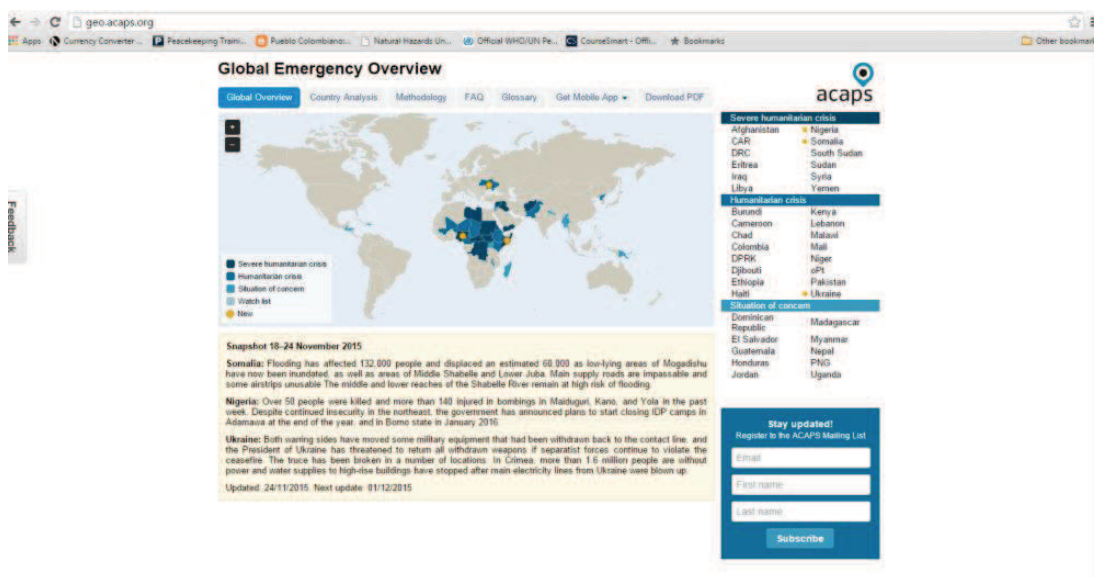 geo.acaps.org
Apps Currency Converter ... Peacekeeping Traini... Pueblo Colombiano:... Natural Hazards Un... Official WHO/UN Pe... CourseSmart - Offi... Bookmarks Other bookmark
Global Emergency Overview
acaps
Global Overview Country Analysis Methodology FAQ Glossary Get Mobile App Download PDF
+
−
Feedback
Severe humanitarian crisis
Humanitarian crisis
Situation of concern
Watch list
New
Severe humanitarian crisis
Afghanistan Nigeria
CAR Somalia
DRC South Sudan
Eritrea Sudan
Iraq Syria
Libya Yemen
Humanitarian crisis
Burundi Kenya
Cameroon Lebanon
Chad Malawi
Colombia Mali
DPRK Niger
Djibouti oPt
Ethiopia Pakistan
Haiti Ukraine
Situation of concern
Dominican
Republic Madagascar
El Salvador Myanmar
Guatemala Nepal
Honduras PNG
Jordan Uganda
Snapshot 18–24 November 2015
Somalia: Flooding has affected 132,000 people and displaced an estimated 60,000 as low-lying areas of Mogadishu
have now been inundated, as well as areas of Middle Shabelle and Lower Juba. Main supply roads are impassable and
some airstrips unusable The middle and lower reaches of the Shabelle River remain at high risk of flooding.
Nigeria: Over 50 people were killed and more than 140 injured in bombings in Maiduguri, Kano, and Yola in the past
week. Despite continued insecurity in the northeast, the government has announced plans to start closing IDP camps in
Adamawa at the end of the year, and in Borno state in January 2016.
Ukraine: Both warring sides have moved some military equipment that had been withdrawn back to the contact line, and
the President of Ukraine has threatened to return all withdrawn weapons if separatist forces continue to violate the
ceasefire. The truce has been broken in a number of locations. In Crimea, more than 1.6 million people are without
power and water supplies to high-rise buildings have stopped after main electricity lines from Ukraine were blown up.
Updated: 24/11/2015. Next update: 01/12/2015
Stay updated!
Register to the ACAPS Mailing List
Email
First name
Last name
Subscribe